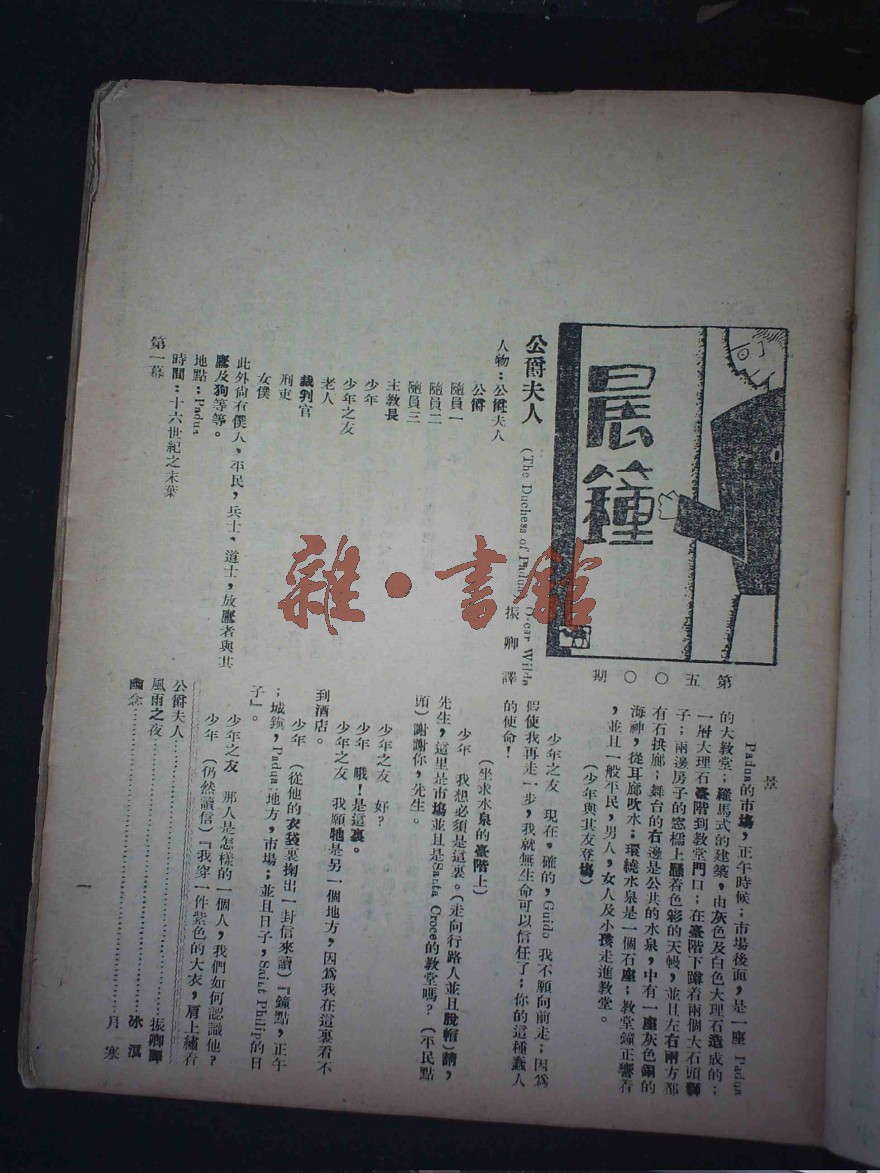 晨鐘
第五〇〇期
公爵夫人
(The Duchess of Padua) Oscar Wilde
振卿譯
人物:公爵夫人
公爵
隨員一
隨員二
隨員三
主教長
少年
少年之友
老人
裁判官
刑吏
女僕
此外尙有僕人,平民,兵士,道士,放鷹者與其
鷹及狗等等。
地點:Padua
時間:十六世紀之末葉
第一幕
景
Padua的市場,正午時候;市場後面,是一座 Padua
的大教堂;羅馬式的建築,由灰色及白色大理石造成的;
一層大理石臺階到教堂門口;在臺階下蹲着兩個大石頭獅
子;兩邊房子的窓檽上懸着色彩的天幔,並且左右兩方都
有石拱廊;舞台的右邊是公共的水泉,中有一座灰色銅的
海神,從耳廊吹水;環繞水泉是一個石座;教堂鐘正響着
,並且一般平民,男人,女人及小孩走進教堂。
(少年與其友登場)
少年之友 現在,確的,Guido 我不願向前走;因爲
假使我再走一步,我就無生命可以信任了;你的這種蠢人
的使命!
(坐求水泉的臺階上)
少年 我想必須是這裏。(走向行路人並且脫帽)請,
先生,這里是市場並且是Santa Croce的教堂嗎?(平民點
頭)謝謝你,先生。
少年之友 好?
少年 哦!是這裏。
少年之友 我願牠是另一個地方,因爲我在這裏看不
到酒店。
少年 (從他的衣袋裏掏出一封信來讀)『鐘點,正午
;城鎮,Padua;地方,市場;並且日子,Saint Philip的日
子』。
少年之友 那人是怎樣的一個人,我們如何認識他?
少年 (仍然讀信)『我穿一件紫色的大衣,肩上繡着
公爵夫人……………………振卿譯
風雨之夜……………………冰濱
幽念……………………月寒
一
雜·書館